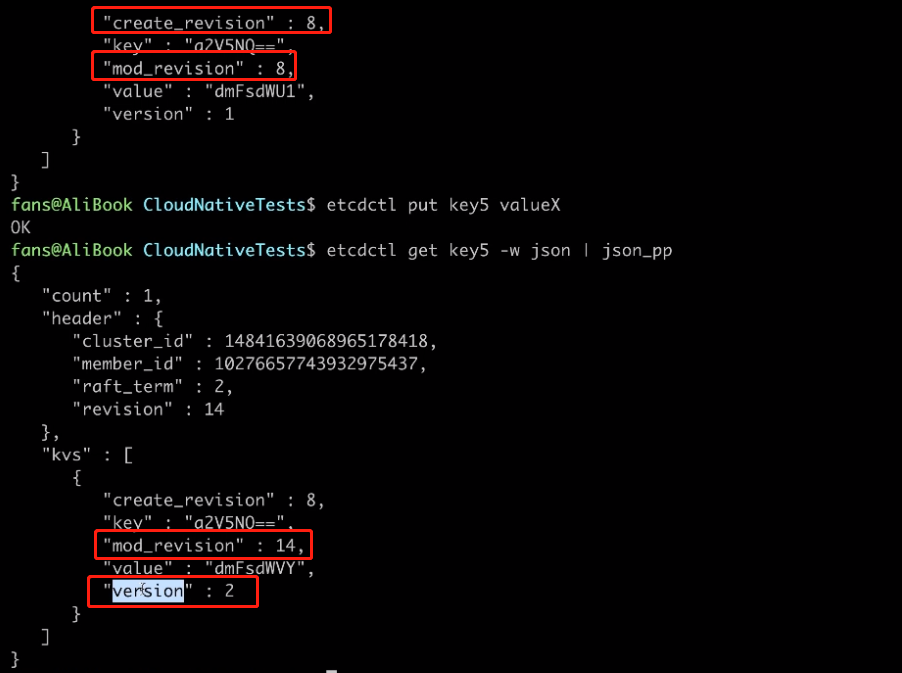 "create_revision" : 8,
"key" : "a2V5NQ==",
"mod_revision" : 8,
"value" : "dmFsdWU1",
"version" : 1
}
]
}
fans@AliBook CloudNativeTests$ etcdctl put key5 valueX
OK
fans@AliBook CloudNativeTests$ etcdctl get key5 -w json | json_pp
{
"count" : 1,
"header" : {
"cluster_id" : 14841639068965178418,
"member_id" : 10276657743932975437,
"raft_term" : 2,
"revision" : 14
},
"kvs" : [
{
"create_revision" : 8,
"key" : "a2V5NQ==",
"mod_revision" : 14,
"value" : "dmFsdWVY",
"version" : 2
}
]
}